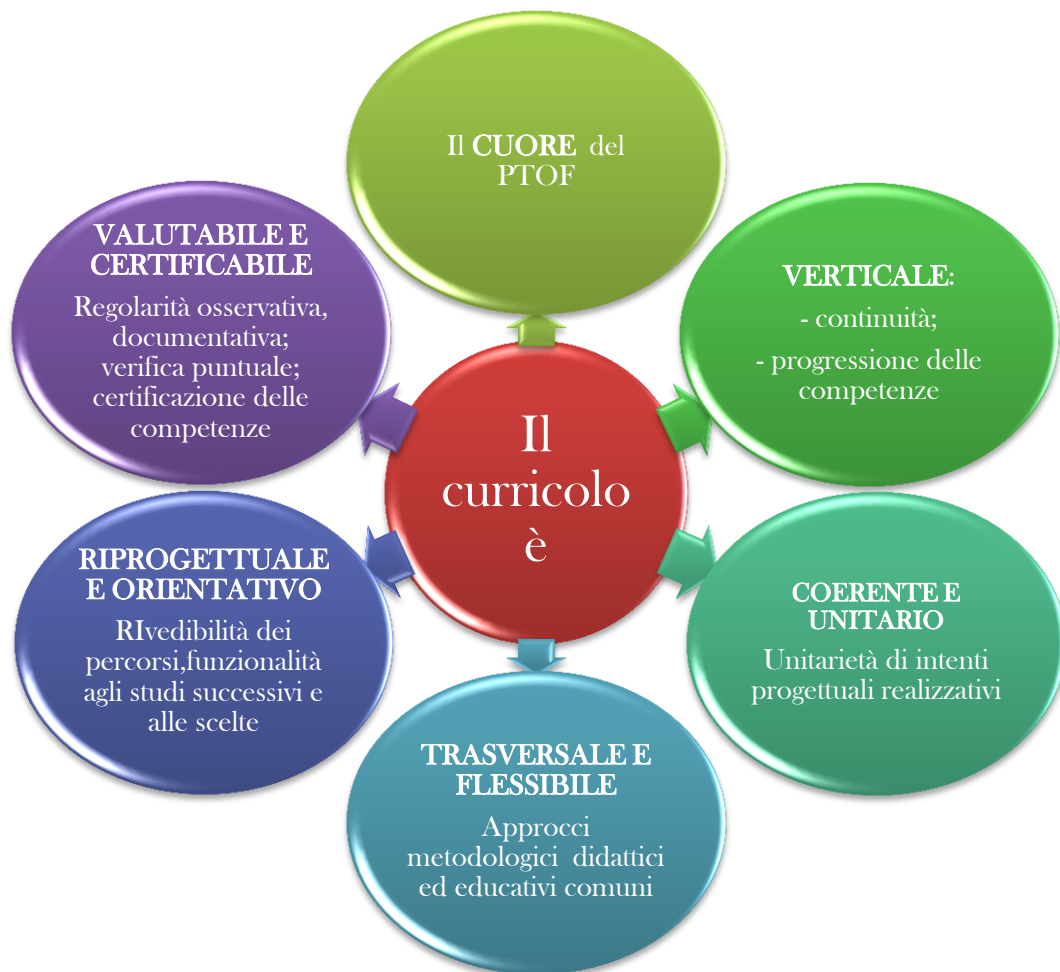 Il CUORE del
PTOF
VALUTABILE E
CERTIFICABILE
Regolarità osservativa,
documentativa;
verifica puntuale;
certificazione delle
competenze
VERTICALE:
- continuità;
- progressione delle
competenze
Il
curricolo
è
RIPROGETTUALE
E ORIENTATIVO
RIvedibilità dei
percorsi,funzionalità
agli studi successivi e
alle scelte
COERENTE E
UNITARIO
Unitarietà di intenti
progettuali realizzativi
TRASVERSALE E
FLESSIBILE
Approcci
metodologici didattici
ed educativi comuni